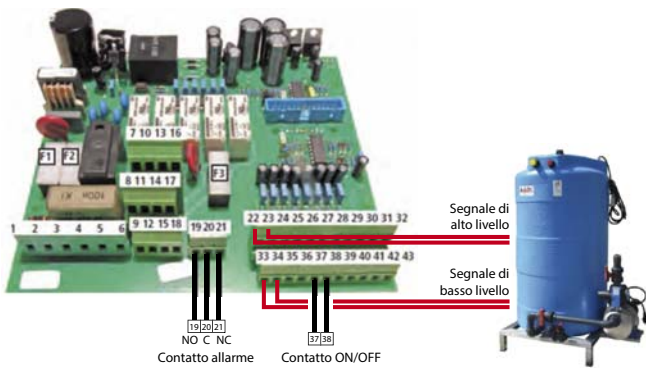 F1 F2
7 10 13 16
F3
8 11 14 17
1 2 3 4 5 6
9 12 15 18
19 20 21
22 23 24 25 26 27 28 29 30 31 32
33 34 35 36 37 38 39 40 41 42 43
Segnale di
alto livello
Segnale di
basso livello
19 20 21
NO C NC
Contatto allarme
37 38
Contatto ON/OFF